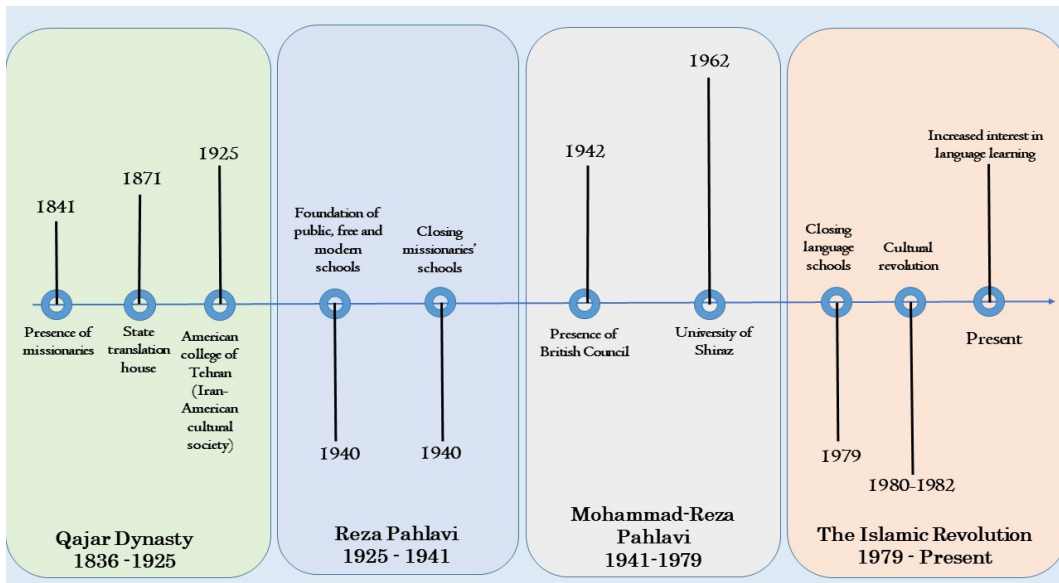 1841
Presence of
missionaries
1871
State
translation
house
1925
American
college of
Tehran
(Iran-
American
cultural
society)
Qajar Dynasty
1836 -1925
Foundation of
public, free and
modern
schools
1940
Closing
missionaries'
schools
1940
Reza Pahlavi
1925 - 1941
1942
Presence of
British Council
1962
University of
Shiraz
Mohammad-Reza
Pahlavi
1941-1979
Closing
language
schools
1979
Cultural
revolution
1980-1982
Increased interest in
language learning
Present
The Islamic Revolution
1979 - Present